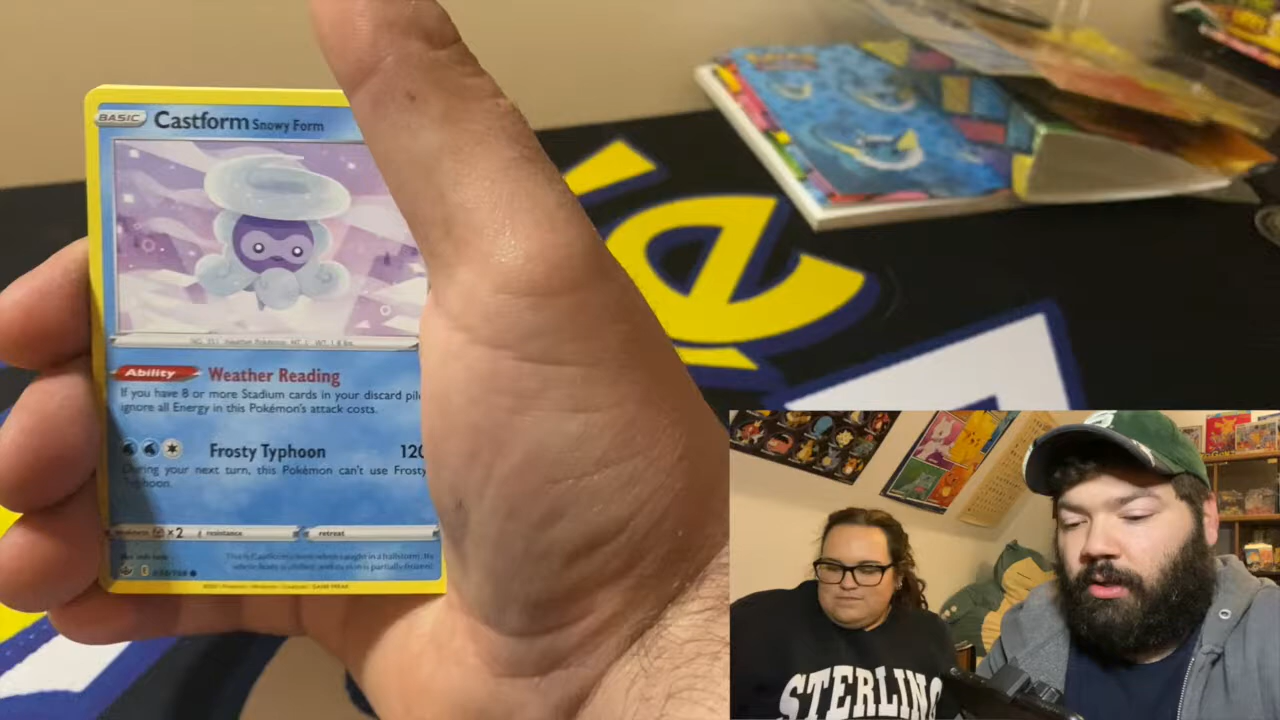 BASIC Castform Snowy Form
Ability Weather Reading
If you have 8 or more Stadium cards in your discard pil
ignore all Energy in this Pokémon's attack costs.
Frosty Typhoon 120
During your next turn, this Pokémon can't use Frosty
Typhoon.
x2 resistance retreat
STERLING